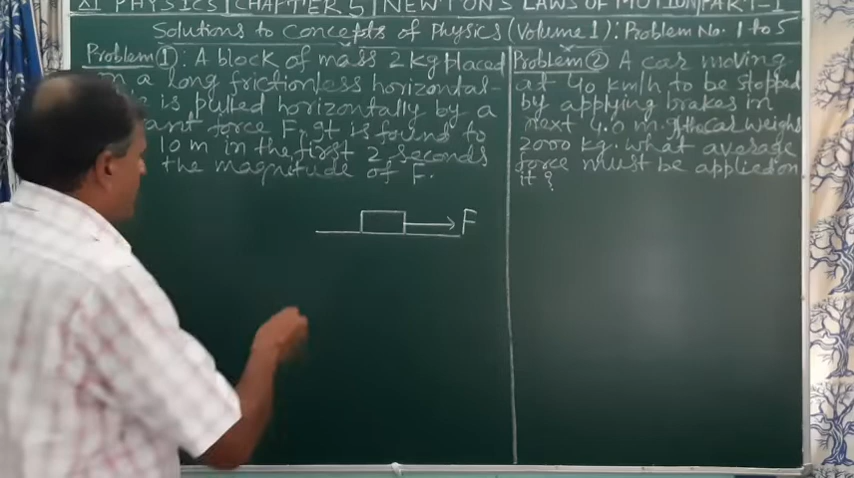 XI PHYSICS | CHAPTER 5 | NEWTON'S LAWS OF MOTION | PART-1
Solutions to Concepts of Physics (Volume 1): Problem No. 1 to 5
Problem ①: A block of mass 2 kg placed
on a long frictionless horizontal-
is pulled horizontally by a
force F. It is found to
10 m in the first 2 seconds
the magnitude of F.
F
Problem ② A car moving
at 40 km/h to be stopped
by applying brakes in
next 4.0 m. If the Car weighs
2000 kg. what average
force must be applied on
it ?